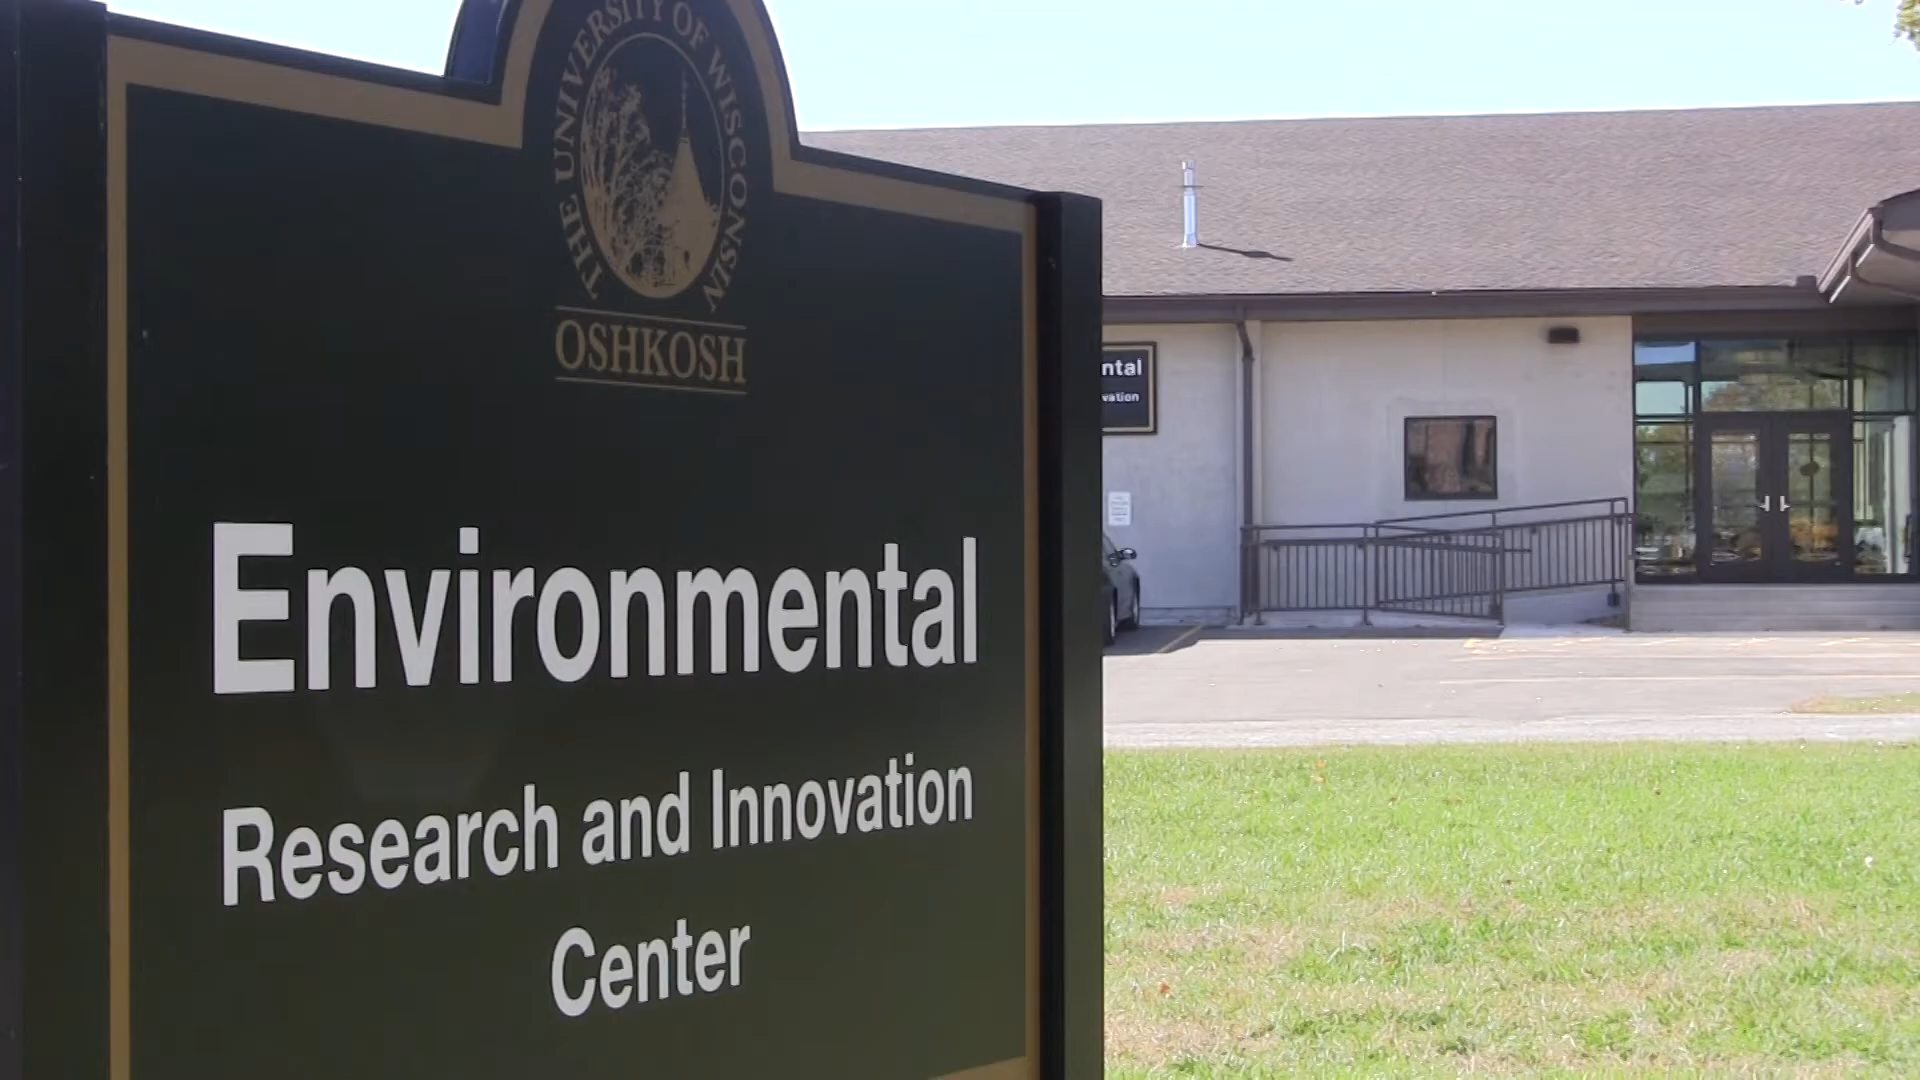 THE UNIVERSITY OF WISCONSIN
OSHKOSH
Environmental
Research and Innovation
Center
ntal
vation